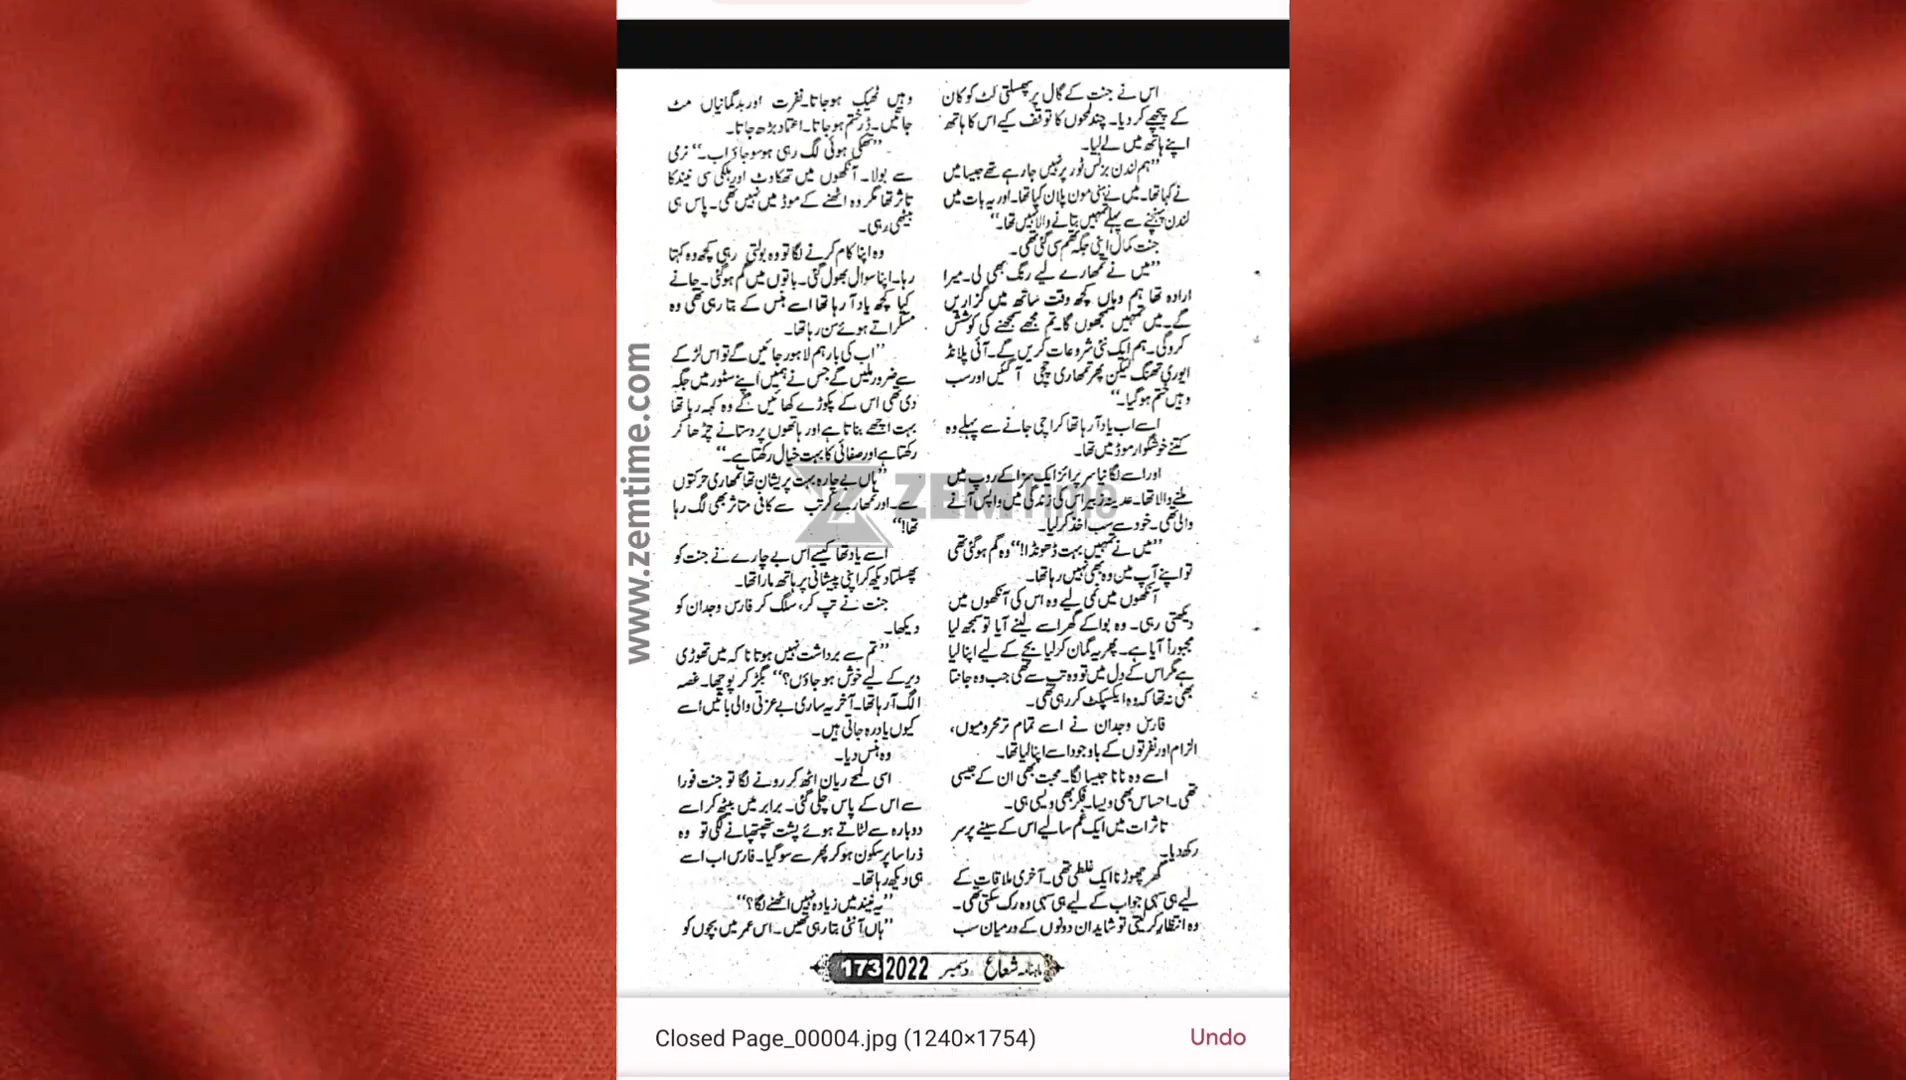 اس نے جنت کے گال پر پھسلتی لٹ کو کان
کے پیچھے کر دیا۔ چند لمحوں کا توقف کیے اس کا ہاتھ
اپنے ہاتھ میں لے لیا۔
”ہم لندن بزنس ٹور پر نہیں جا رہے تھے جیسا میں
نے کہا تھا۔ میں نے ہنی مون پلان کیا تھا۔ اور یہ بات میں
لندن پہنچنے سے پہلے تمہیں بتانے والا نہیں تھا۔“
جنت کمال اپنی جگہ تھم سی گئی تھی۔
”میں نے تمھارے لیے رنگ بھی لی۔ میرا
ارادہ تھا ہم وہاں کچھ وقت ساتھ میں گزاریں
گے۔ میں تمہیں سمجھوں گا۔ تم مجھے سمجھنے کی کوشش
کرو گی۔ ہم ایک نئی شروعات کریں گے۔ آئی پلانڈ
ایوری تھنگ لیکن پھر تمھاری چچی آ گئیں اور سب
وہیں ختم ہو گیا۔“
اسے اب یاد آ رہا تھا کراچی جانے سے پہلے وہ
کتنے خوشگوار موڈ میں تھا۔
اور اسے لگا نیا سرپرائز ایک سزا کے روپ میں
ملنے والا تھا۔ عدینہ زبیر اس کی زندگی میں واپس آنے
والی تھی۔ خود سے سب اخذ کر لیا۔
”میں نے تمہیں بہت ڈھونڈا!“ وہ گم ہو گئی تھی
تو اپنے آپ میں وہ بھی نہیں رہا تھا۔
آنکھوں میں نمی لیے وہ اس کی آنکھوں میں
دیکھتی رہی۔ وہ بوا کے گھر اسے لینے آیا تو سمجھ لیا
مجبوراً آیا ہے۔ پھر یہ گمان کر لیا بچے کے لیے اپنا لیا
ہے مگر اس کے دل میں تو وہ تب سے تھی جب وہ جانتا
بھی نہ تھا کہ وہ ایکسپکٹ کر رہی تھی۔
فارس وجدان نے اسے تمام تر محرومیوں،
الزام اور نفرتوں کے باوجود اسے اپنا لیا تھا۔
اسے وہ نانا جیسا لگا۔ محبت بھی ان کے جیسی
تھی۔ احساس بھی ویسا۔ فکر بھی ویسی ہی۔
تاثرات میں ایک غم سا لیے اس کے سینے پر سر
رکھ دیا۔
گھر چھوڑنا ایک غلطی تھی۔ آخری ملاقات کے
لیے ہی سہی جواب کے لیے ہی سہی وہ رک سکتی تھی۔
وہ انتظار کر لیتی تو شاید ان دونوں کے درمیان سب
وہیں ٹھیک ہو جاتا۔ نفرت اور بدگمانیاں مٹ
جاتیں۔ ڈر ختم ہو جاتا۔ اعتماد بڑھ جاتا۔
”تھکی ہوئی لگ رہی ہو سو جاؤ اب۔“ نرمی
سے بولا۔ آنکھوں میں تھکاوٹ اور ہلکی سی نیند کا
تاثر تھا مگر وہ اٹھنے کے موڈ میں نہیں تھی۔ پاس ہی
بیٹھی رہی۔
وہ اپنا کام کرنے لگا تو وہ بولتی رہی کچھ وہ کہتا
رہا۔ اپنا سوال بھول گئی۔ باتوں میں گم ہو گئی۔ جانے
کیا کچھ یاد آ رہا تھا اسے ہنس کے بتا رہی تھی وہ
مسکراتے ہوئے سن رہا تھا۔
”اب کی بار ہم لاہور جائیں گے تو اس لڑکے
سے ضرور ملیں گے جس نے ہمیں اپنے سٹور میں جگہ
دی تھی اس کے پکوڑے کھائیں گے وہ کہہ رہا تھا
بہت اچھے بناتا ہے اور ہاتھوں پر دستانے چڑھا کر
رکھتا ہے اور صفائی کا بہت خیال رکھتا ہے۔“
”ہاں بے چارہ بہت پریشان تھا تمھاری حرکتوں
سے۔ اور تمھارے کرتب سے کافی متاثر بھی لگ رہا
تھا!“
اسے یاد تھا کیسے اس بے چارے نے جنت کو
پھسلتا دیکھ کر اپنی پیشانی پر ہاتھ مارا تھا۔
جنت نے تپ کر، سلگ کر فارس وجدان کو
دیکھا۔
”تم سے برداشت نہیں ہوتا نا کہ میں تھوڑی
دیر کے لیے خوش ہو جاؤں؟“ بگڑ کر پوچھا۔ غصہ
الگ آ رہا تھا۔ آخر یہ ساری بے عزتی والی باتیں اسے
کیوں یاد رہ جاتی ہیں۔
وہ ہنس دیا۔
اسی لمحے ریان اٹھ کر رونے لگا تو جنت فورا
سے اس کے پاس چلی گئی۔ برابر میں بیٹھ کر اسے
دوبارہ سے لٹاتے ہوئے پشت تھپتھپانے لگی تو وہ
ذرا سا پرسکون ہو کر پھر سے سو گیا۔ فارس اب اسے
ہی دیکھ رہا تھا۔
”یہ نیند میں زیادہ نہیں اٹھنے لگا؟“
”ہاں آنٹی بتا رہی تھیں۔ اس عمر میں بچوں کو
ماہنامہ شعاع دسمبر 2022 173
www.zemtime.com
ZEMTime
Closed Page_00004.jpg (1240×1754)
Undo